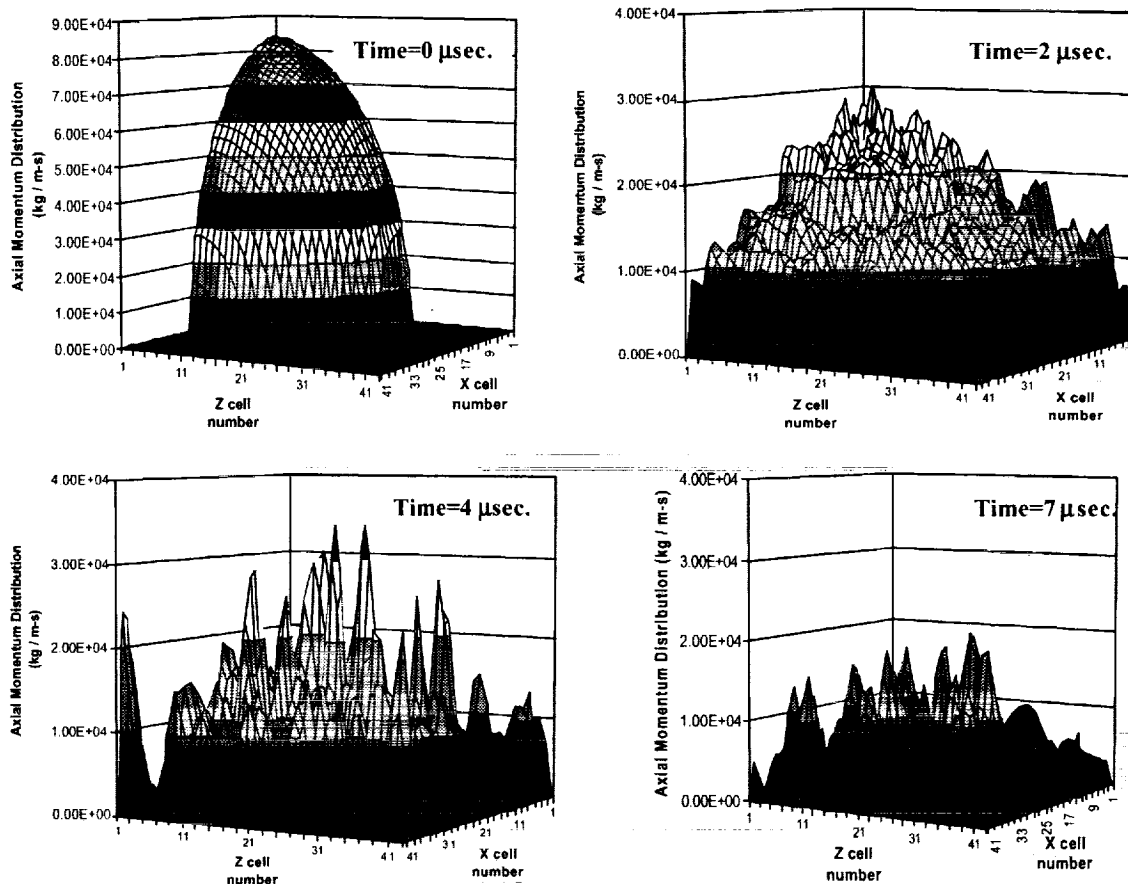 Time=0 μsec.
Axial Momentum Distribution
(kg / m-s)
9.00E+04
8.00E+04
7.00E+04
6.00E+04
5.00E+04
4.00E+04
3.00E+04
2.00E+04
1.00E+04
0.00E+00
1
11
21
31
41
Z cell
number
41
33
25
17
9
1
X cell
number
Time=2 μsec.
Axial Momentum Distribution
(kg / m-s)
4.00E+04
3.00E+04
2.00E+04
1.00E+04
0.00E+00
1
11
21
31
41
Z cell
number
41
31
21
11
X cell
number
Time=4 μsec.
Axial Momentum Distribution
(kg / m-s)
4.00E+04
3.00E+04
2.00E+04
1.00E+04
0.00E+00
1
11
21
31
41
Z cell
number
41
31
21
11
1
X cell
number
Time=7 μsec.
Axial Momentum Distribution (kg / m-s)
4.00E+04
3.00E+04
2.00E+04
1.00E+04
0.00E+00
1
11
21
31
41
Z cell
number
41
33
25
17
9
1
X cell
number